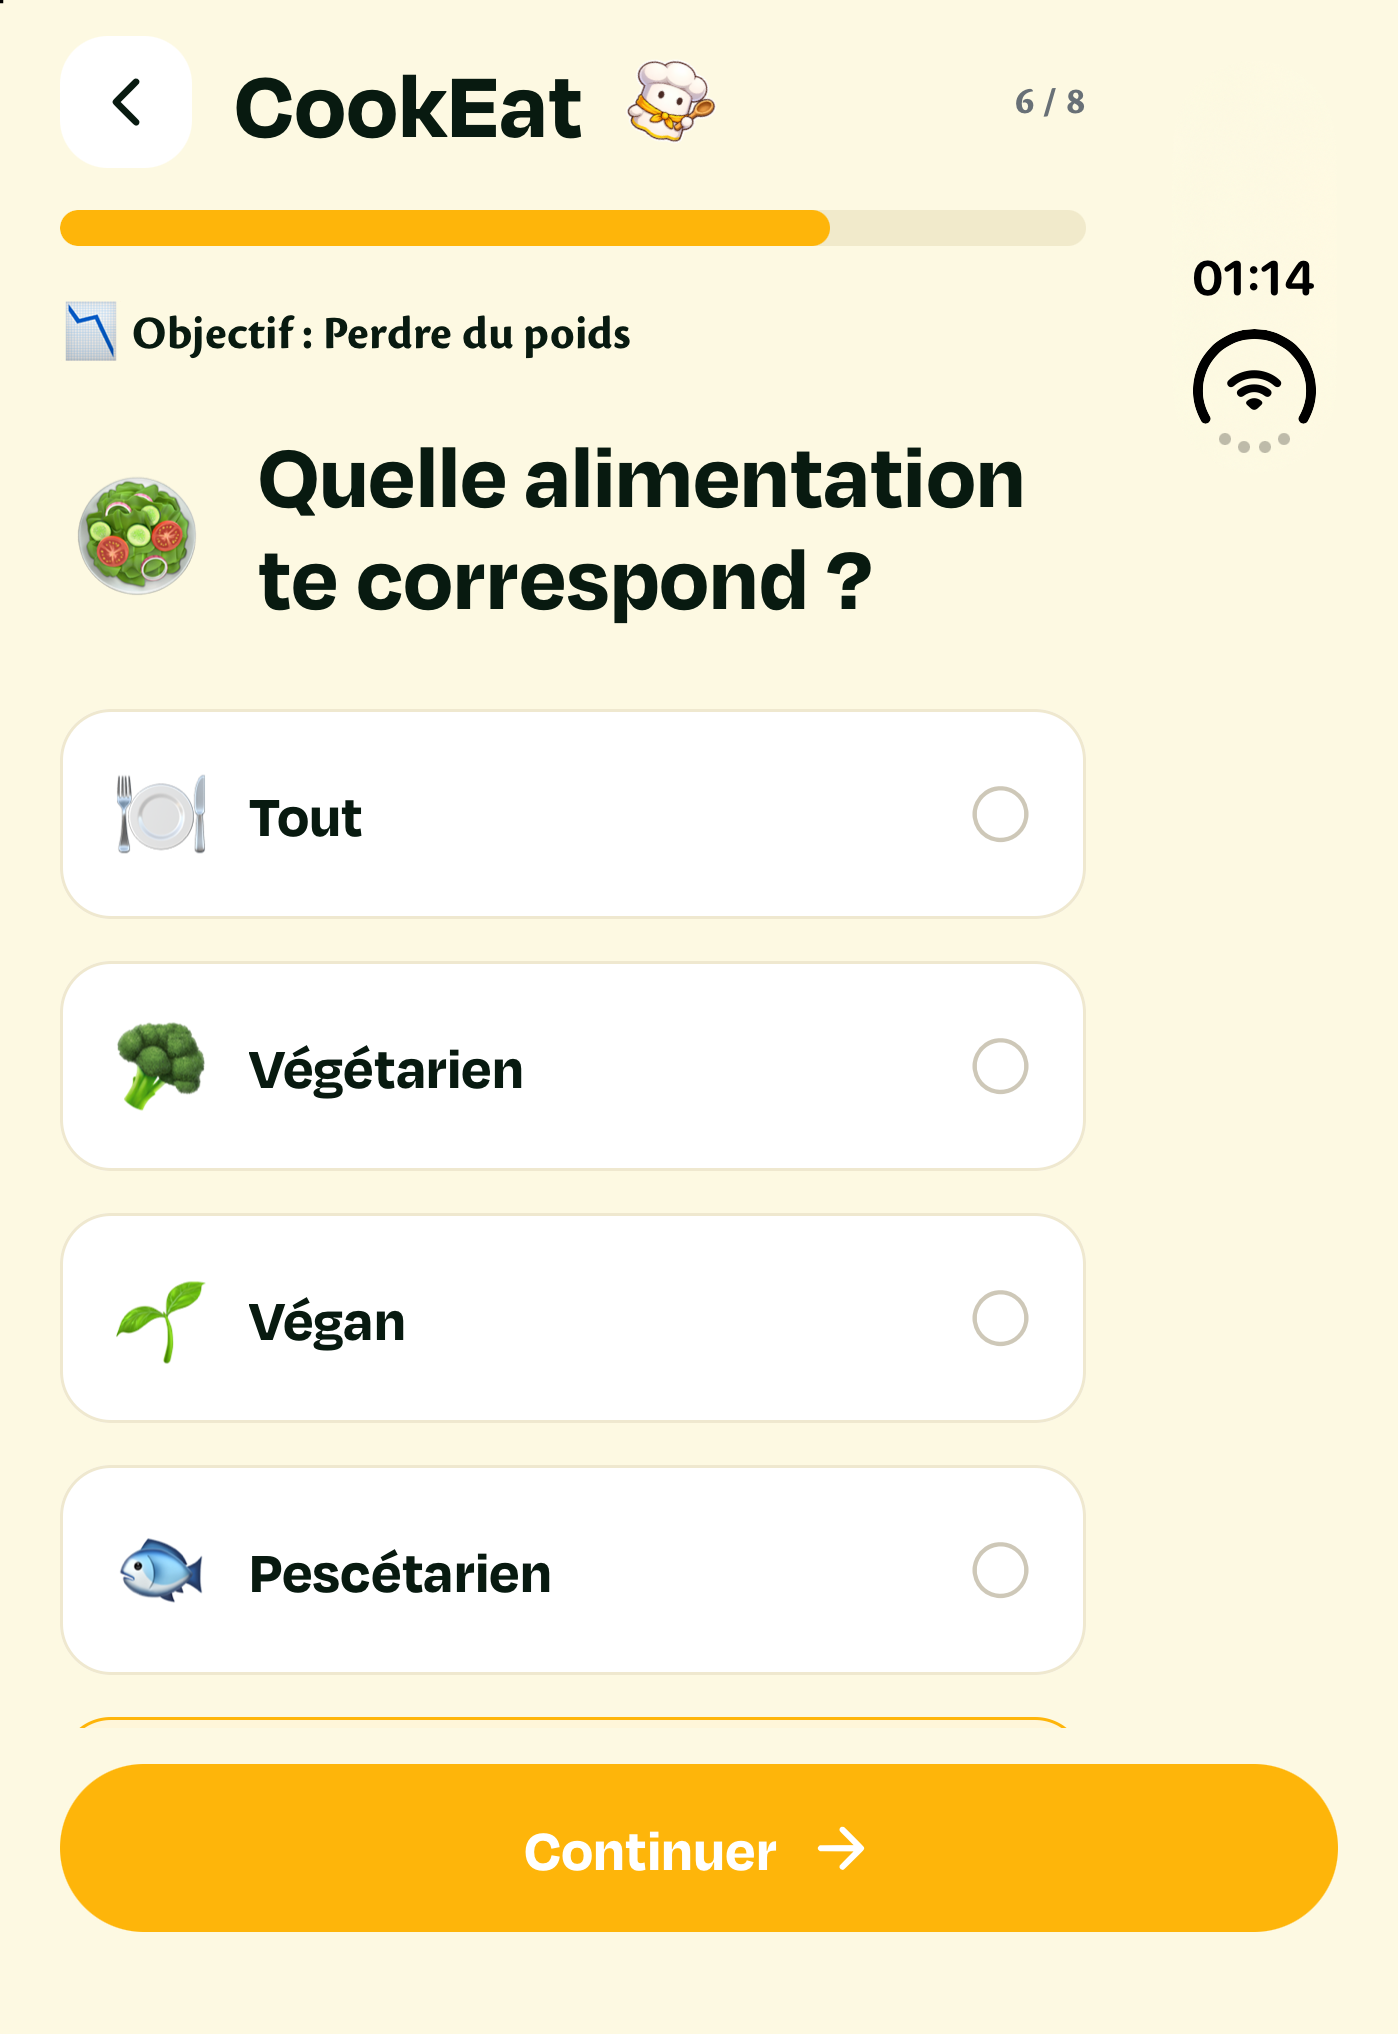 CookEat
6 / 8
01:14
Objectif : Perdre du poids
Quelle alimentation
te correspond ?
Tout
Végétarien
Végan
Pescétarien
Continuer